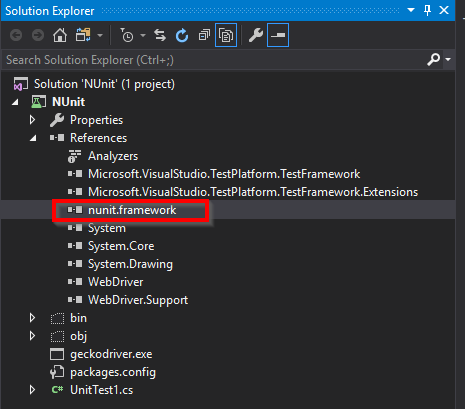 Solution Explorer
Search Solution Explorer (Ctrl+;)
Solution 'NUnit' (1 project)
NUnit
Properties
References
Analyzers
Microsoft.VisualStudio.TestPlatform.TestFramework
Microsoft.VisualStudio.TestPlatform.TestFramework.Extensions
nunit.framework
System
System.Core
System.Drawing
WebDriver
WebDriver.Support
bin
obj
geckodriver.exe
packages.config
C# UnitTest1.cs